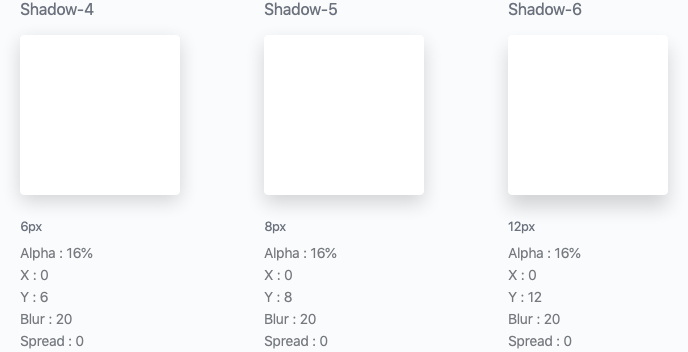 Shadow-4
6px
Alpha : 16%
X : 0
Y : 6
Blur : 20
Spread : 0
Shadow-5
8px
Alpha : 16%
X : 0
Y : 8
Blur : 20
Spread : 0
Shadow-6
12px
Alpha : 16%
X : 0
Y : 12
Blur : 20
Spread : 0